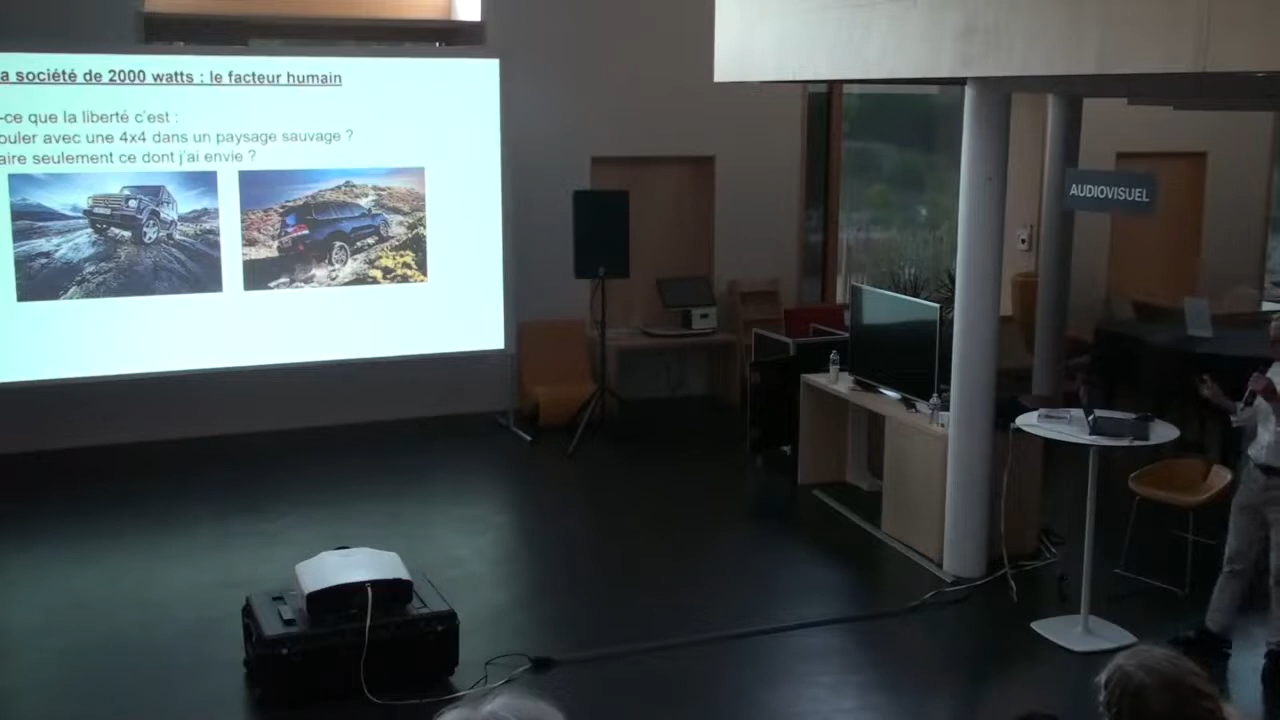 a société de 2000 watts : le facteur humain
-ce que la liberté c'est :
ouler avec une 4x4 dans un paysage sauvage ?
aire seulement ce dont j'ai envie ?
AUDIOVISUEL